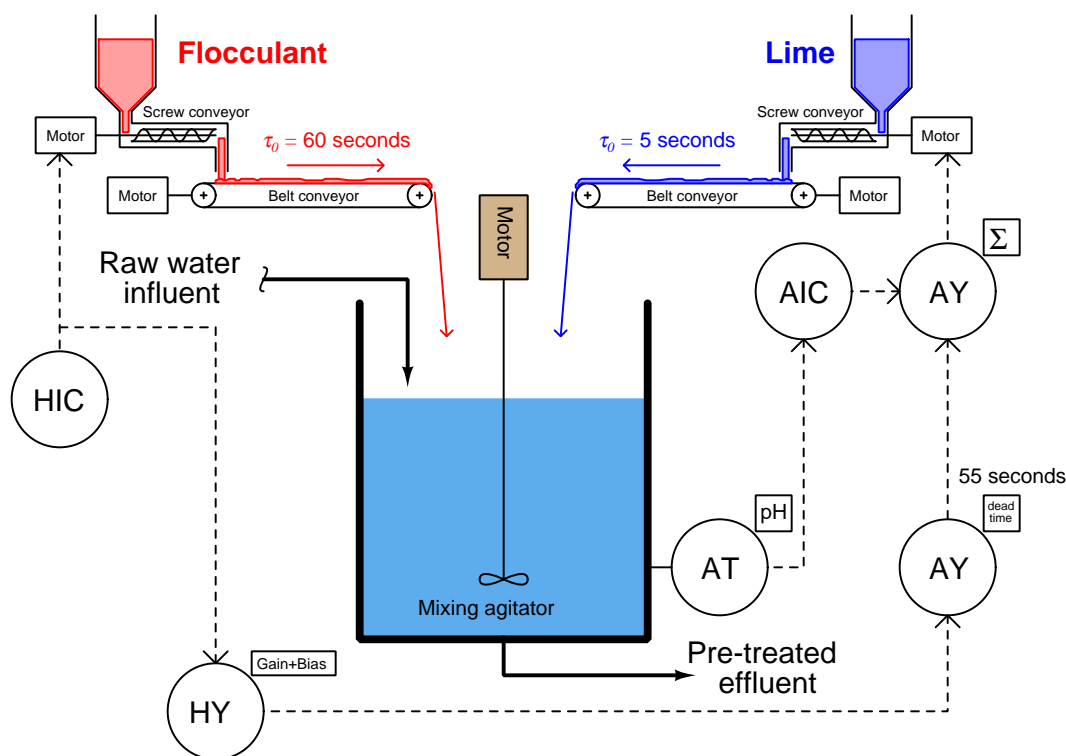 Flocculant
Lime
Screw conveyor
Screw conveyor
Motor
Motor
τ0 = 60 seconds
τ0 = 5 seconds
Motor
Belt conveyor
Motor
Belt conveyor
Motor
Σ
Raw water
influent
AIC
AY
HIC
55 seconds
pH
dead
time
AT
AY
Mixing agitator
Gain+Bias
Pre-treated
effluent
HY
+
+
+
+